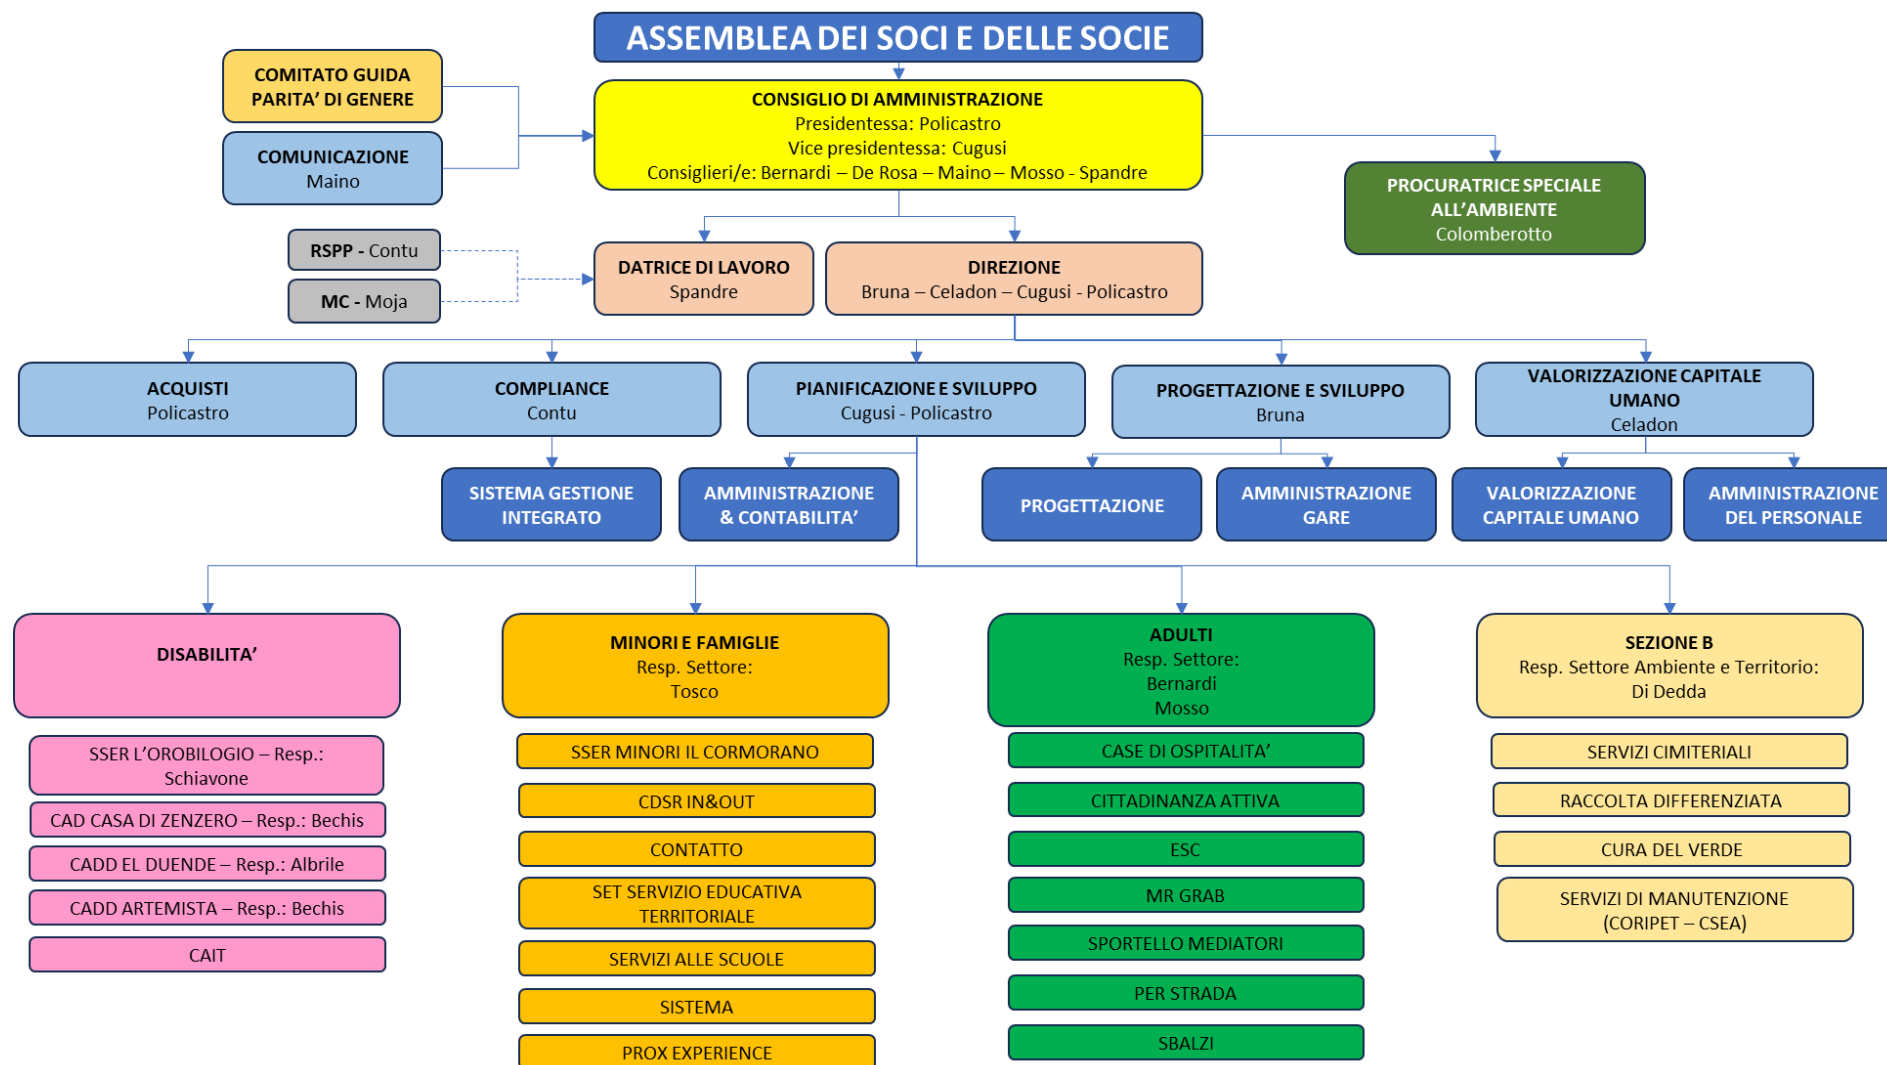 ASSEMBLEA DEI SOCI E DELLE SOCIE
COMITATO GUIDA
PARITA’ DI GENERE
COMUNICAZIONE
Maino
CONSIGLIO DI AMMINISTRAZIONE
Presidentessa: Policastro
Vice presidentessa: Cugusi
Consiglieri/e: Bernardi – De Rosa – Maino – Mosso - Spandre
PROCURATRICE SPECIALE
ALL’AMBIENTE
Colomberotto
RSPP - Contu
MC - Moja
DATRICE DI LAVORO
Spandre
DIREZIONE
Bruna – Celadon – Cugusi - Policastro
ACQUISTI
Policastro
COMPLIANCE
Contu
PIANIFICAZIONE E SVILUPPO
Cugusi - Policastro
PROGETTAZIONE E SVILUPPO
Bruna
VALORIZZAZIONE CAPITALE
UMANO
Celadon
SISTEMA GESTIONE
INTEGRATO
AMMINISTRAZIONE
& CONTABILITA’
PROGETTAZIONE
AMMINISTRAZIONE
GARE
VALORIZZAZIONE
CAPITALE UMANO
AMMINISTRAZIONE
DEL PERSONALE
DISABILITA’
SSER L’OROBILOGIO – Resp.:
Schiavone
CAD CASA DI ZENZERO – Resp.: Bechis
CADD EL DUENDE – Resp.: Albrile
CADD ARTEMISTA – Resp.: Bechis
CAIT
MINORI E FAMIGLIE
Resp. Settore:
Tosco
SSER MINORI IL CORMORANO
CDSR IN&OUT
CONTATTO
SET SERVIZIO EDUCATIVA
TERRITORIALE
SERVIZI ALLE SCUOLE
SISTEMA
PROX EXPERIENCE
ADULTI
Resp. Settore:
Bernardi
Mosso
CASE DI OSPITALITA’
CITTADINANZA ATTIVA
ESC
MR GRAB
SPORTELLO MEDIATORI
PER STRADA
SBALZI
SEZIONE B
Resp. Settore Ambiente e Territorio:
Di Dedda
SERVIZI CIMITERIALI
RACCOLTA DIFFERENZIATA
CURA DEL VERDE
SERVIZI DI MANUTENZIONE
(CORIPET – CSEA)